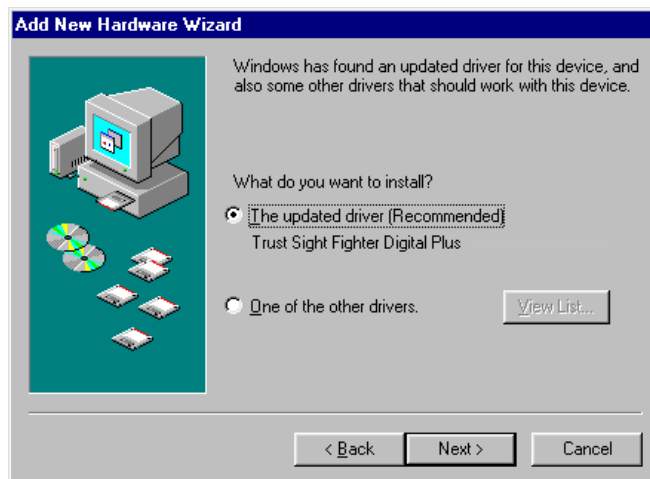 Add New Hardware Wizard
Windows has found an updated driver for this device, and
also some other drivers that should work with this device.
What do you want to install?
The updated driver (Recommended)
Trust Sight Fighter Digital Plus
One of the other drivers.
View List...
< Back
Next >
Cancel